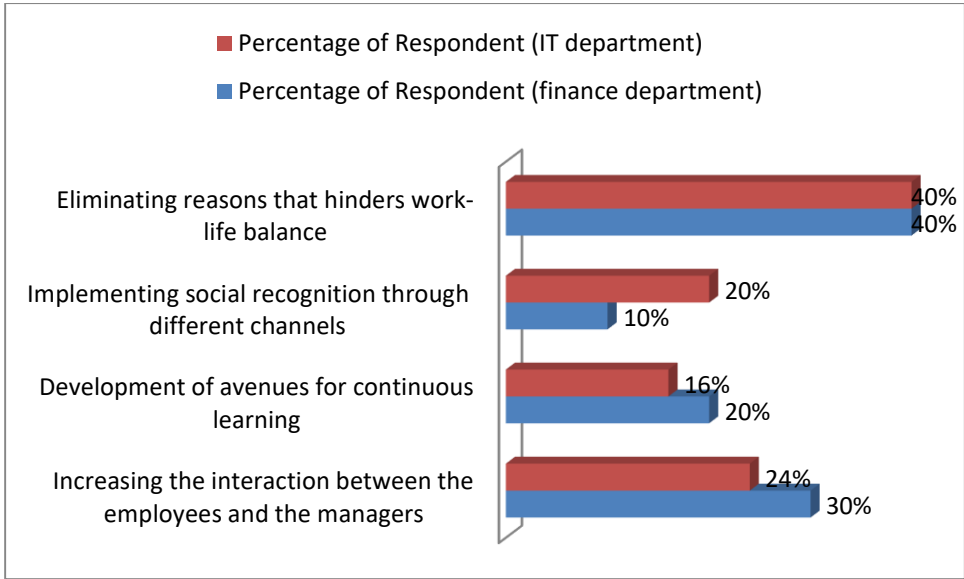 Percentage of Respondent (IT department)
Percentage of Respondent (finance department)
Eliminating reasons that hinders work-
life balance
40%
40%
Implementing social recognition through
different channels
20%
10%
Development of avenues for continuous
learning
16%
20%
Increasing the interaction between the
employees and the managers
24%
30%